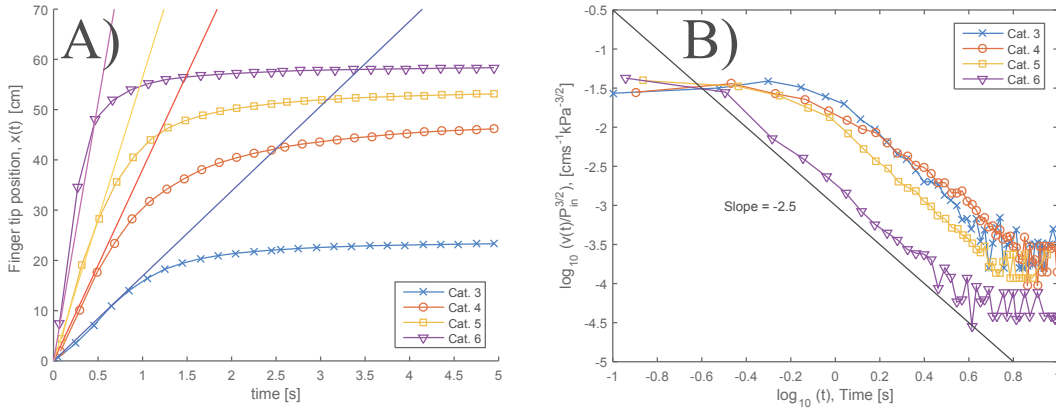 A)
Finger tip position, x(t) [cm]
70
60
50
40
30
20
10
0
0 0.5 1 1.5 2 2.5 3 3.5 4 4.5 5
time [s]
Cat. 3
Cat. 4
Cat. 5
Cat. 6
B)
log10 (v(t)/Pin3/2), [cms-1kPa-3/2]
-0.5
-1
-1.5
-2
-2.5
-3
-3.5
-4
-4.5
-5
-1 -0.8 -0.6 -0.4 -0.2 0 0.2 0.4 0.6 0.8 1
log10 (t), Time [s]
Slope = -2.5
Cat. 3
Cat. 4
Cat. 5
Cat. 6